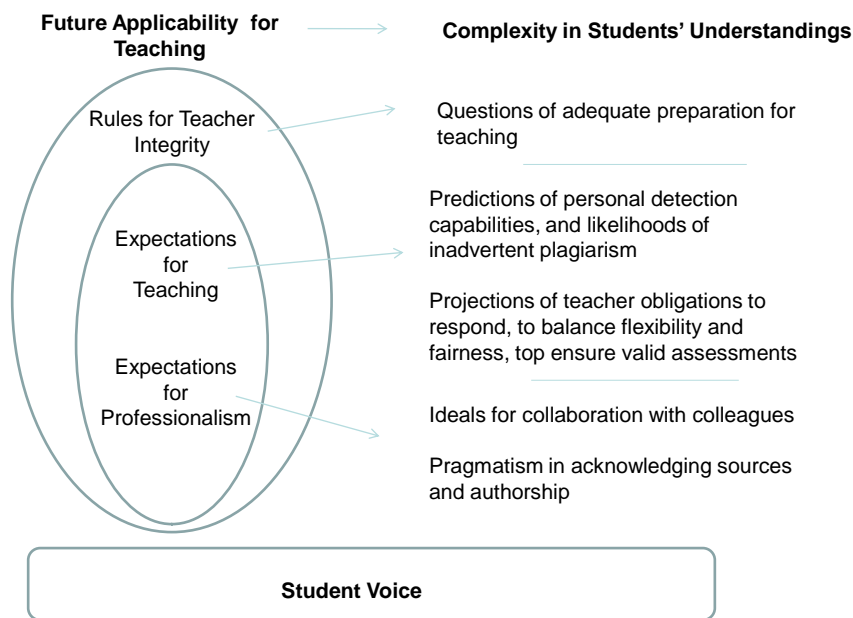 Future Applicability for
Teaching
Complexity in Students' Understandings
Rules for Teacher
Integrity
Questions of adequate preparation for
teaching
Expectations
for
Teaching
Predictions of personal detection
capabilities, and likelihoods of
inadvertent plagiarism
Projections of teacher obligations to
respond, to balance flexibility and
fairness, top ensure valid assessments
Expectations
for
Professionalism
Ideals for collaboration with colleagues
Pragmatism in acknowledging sources
and authorship
Student Voice